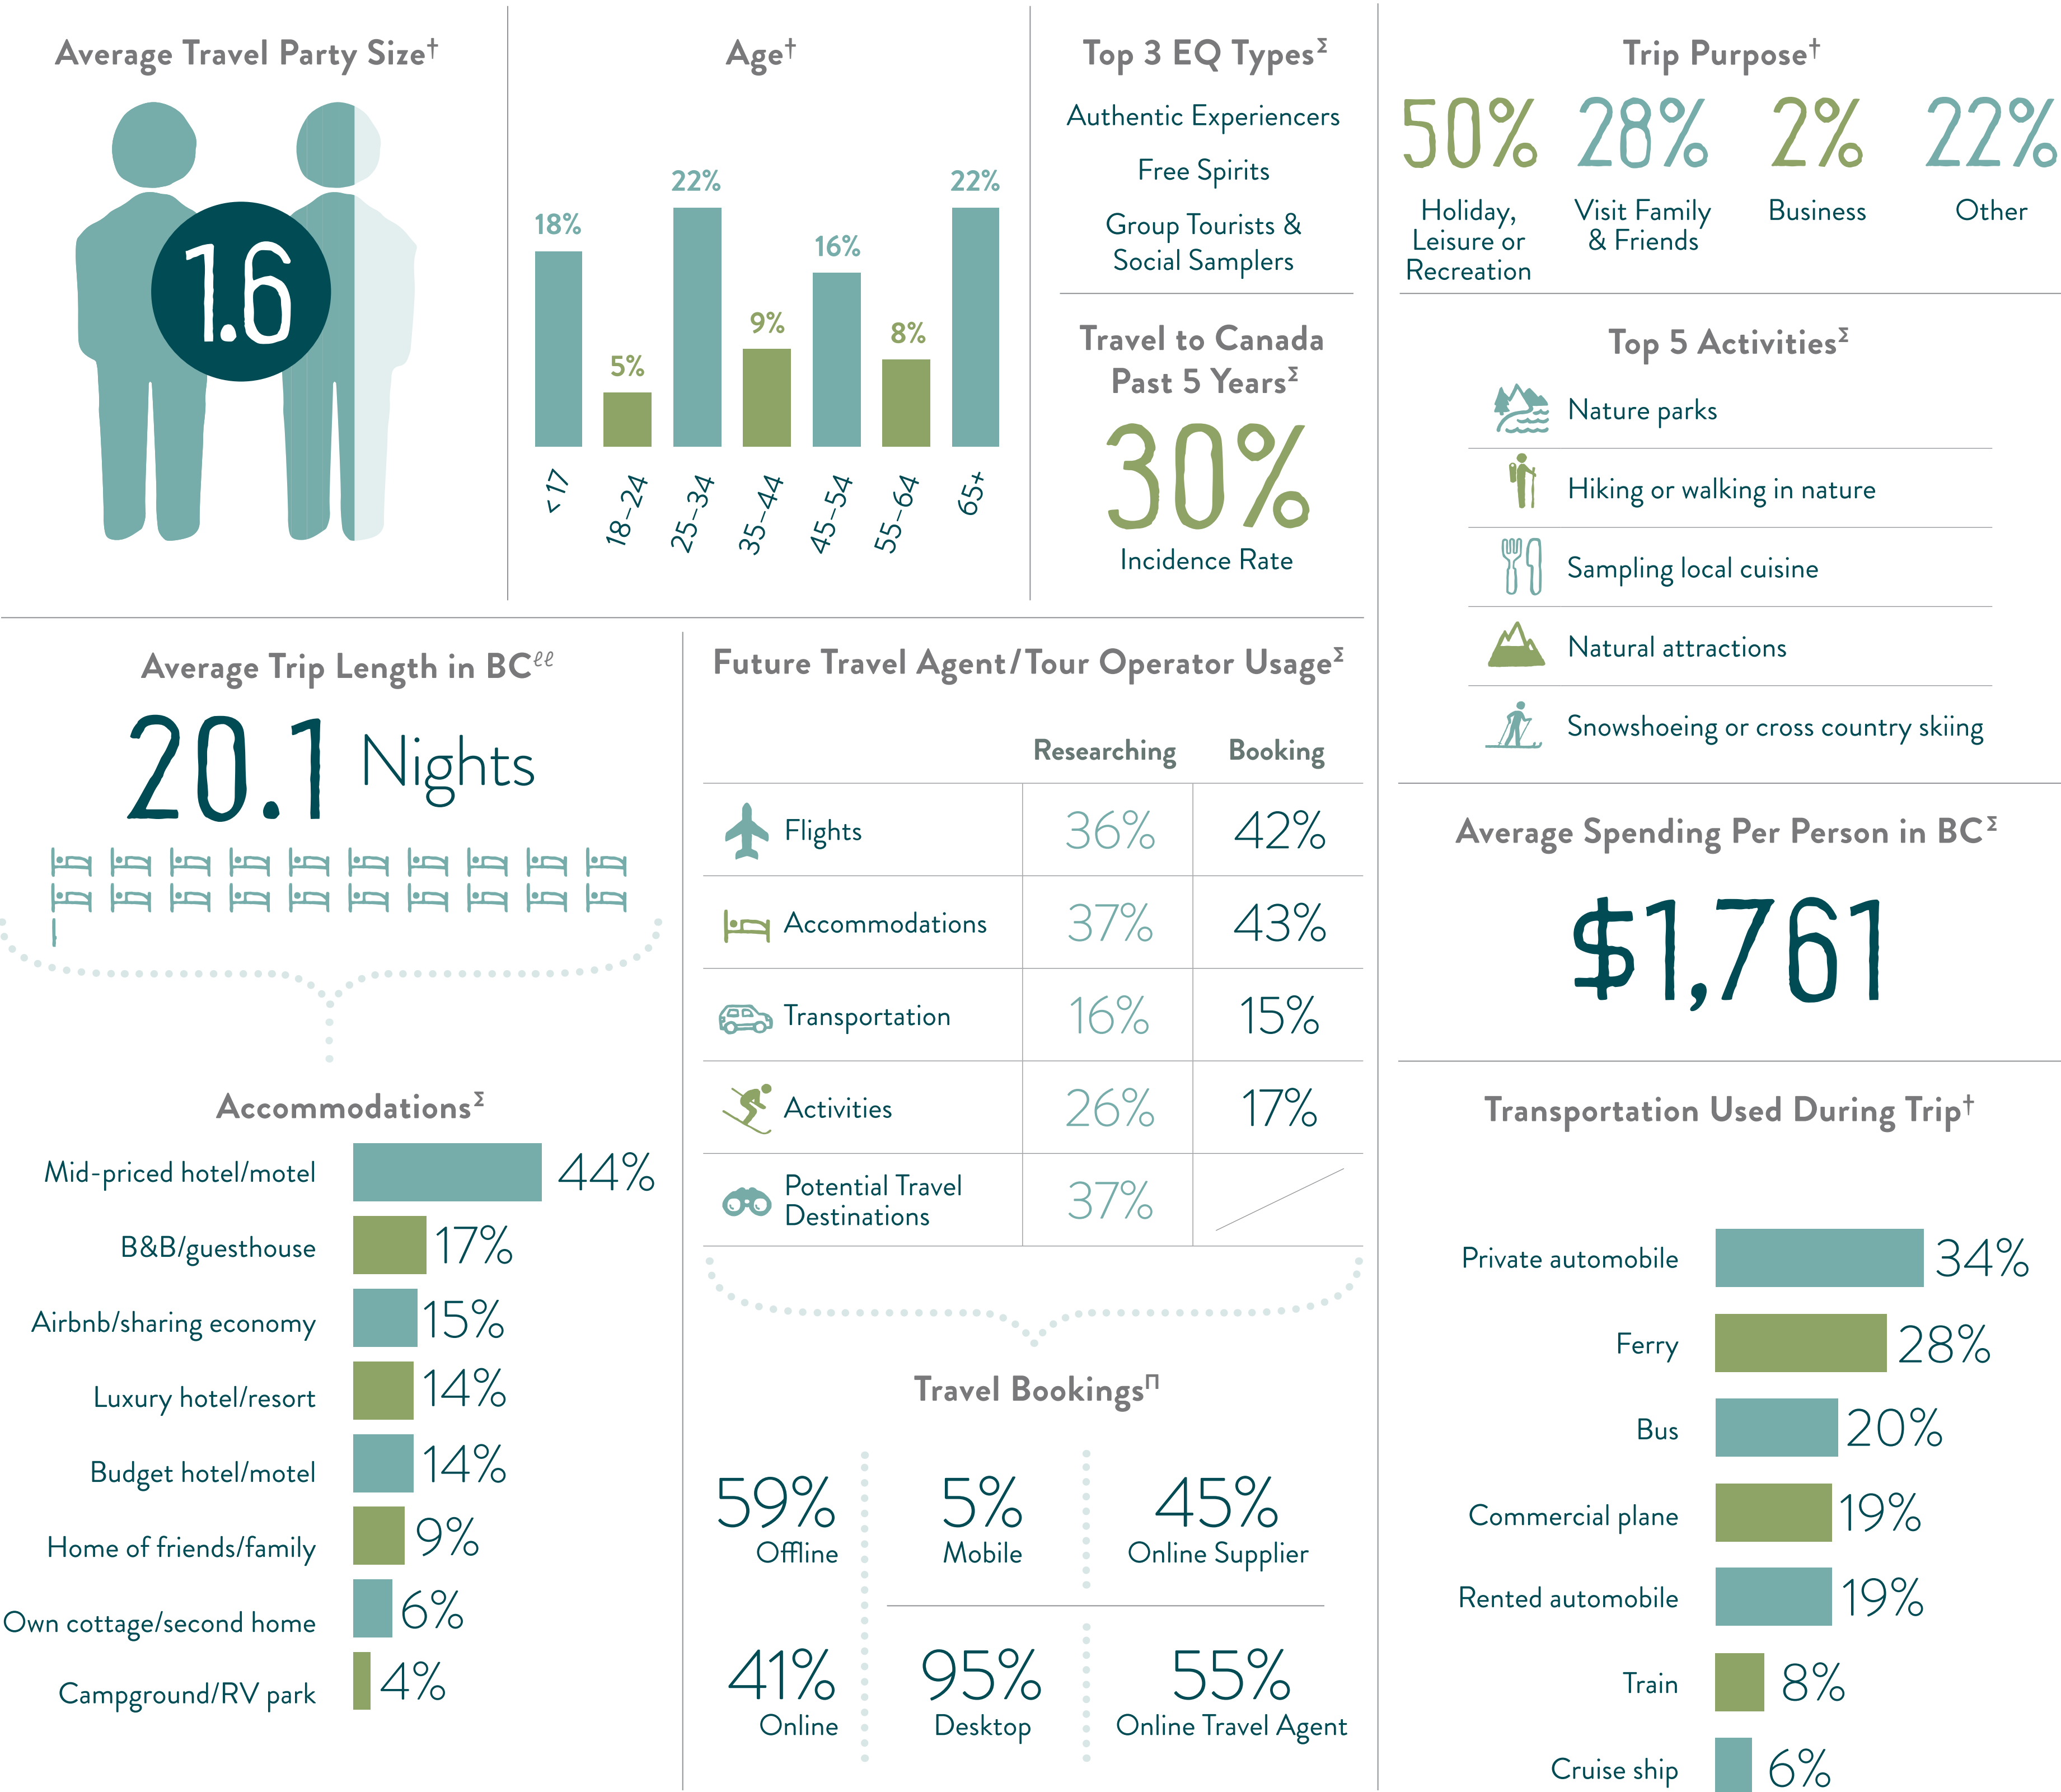 Average Travel Party Size†
1.6
Age†
18%
5%
22%
9%
16%
8%
22%
<17
18–24
25–34
35–44
45–54
55–64
65+
Top 3 EQ Types Σ
Authentic Experiencers
Free Spirits
Group Tourists &
Social Samplers
Travel to Canada
Past 5 Years Σ
30%
Incidence Rate
Trip Purpose†
50%
Holiday,
Leisure or
Recreation
28%
Visit Family
& Friends
2%
Business
22%
Other
Top 5 Activities Σ
Nature parks
Hiking or walking in nature
Sampling local cuisine
Natural attractions
Snowshoeing or cross country skiing
Average Spending Per Person in BC Σ
$1,761
Average Trip Length in BC ℓℓ
20.1 Nights
Accommodations Σ
Mid-priced hotel/motel 44%
B&B/guesthouse 17%
Airbnb/sharing economy 15%
Luxury hotel/resort 14%
Budget hotel/motel 14%
Home of friends/family 9%
Own cottage/second home 6%
Campground/RV park 4%
Future Travel Agent/Tour Operator Usage Σ
Researching Booking
Flights 36% 42%
Accommodations 37% 43%
Transportation 16% 15%
Activities 26% 17%
Potential Travel
Destinations 37%
Travel Bookings Π
59% 5% 45%
Offline Mobile Online Supplier
41% 95% 55%
Online Desktop Online Travel Agent
Transportation Used During Trip†
Private automobile 34%
Ferry 28%
Bus 20%
Commercial plane 19%
Rented automobile 19%
Train 8%
Cruise ship 6%